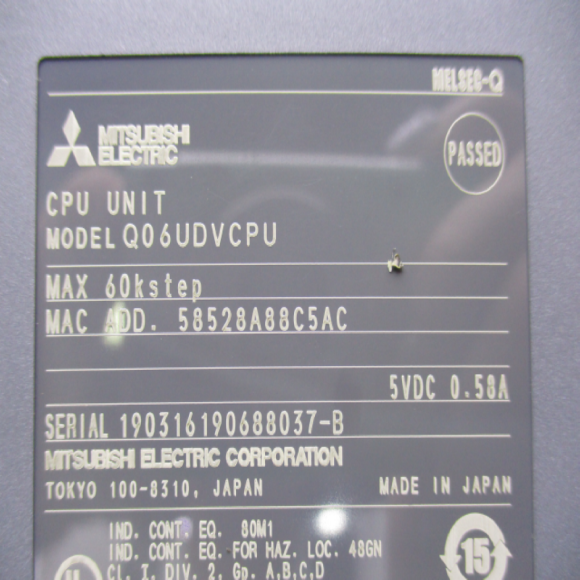 MELSEC-Q
MITSUBISHI
ELECTRIC
PASSED
CPU UNIT
MODEL Q06UDVCPU
MAX 60kstep
MAC ADD. 58528A88C5AC
5VDC 0.58A
SERIAL 190316190688037-B
MITSUBISHI ELECTRIC CORPORATION
TOKYO 100-8310, JAPAN MADE IN JAPAN
IND. CONT. EQ. 80M1
IND. CONT. EQ. FOR HAZ. LOC. 48GN
CL. I, DIV. 2, Gp. A,B,C,D
15